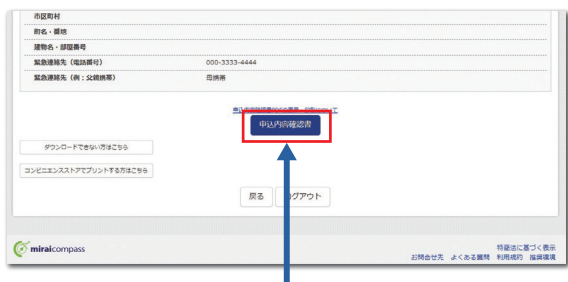 市区町村
町名・番地
建物名・部屋番号
緊急連絡先（電話番号）
000-3333-4444
緊急連絡先（例：父親携帯）
母携帯
申込内容確認書
ダウンロードできない方はこちら
コンビニエンスストアでプリントする方はこちら
戻る
ログアウト
miraicompass
特商法に基づく表示
お問合せ先 よくある質問 利用規約 推奨環境